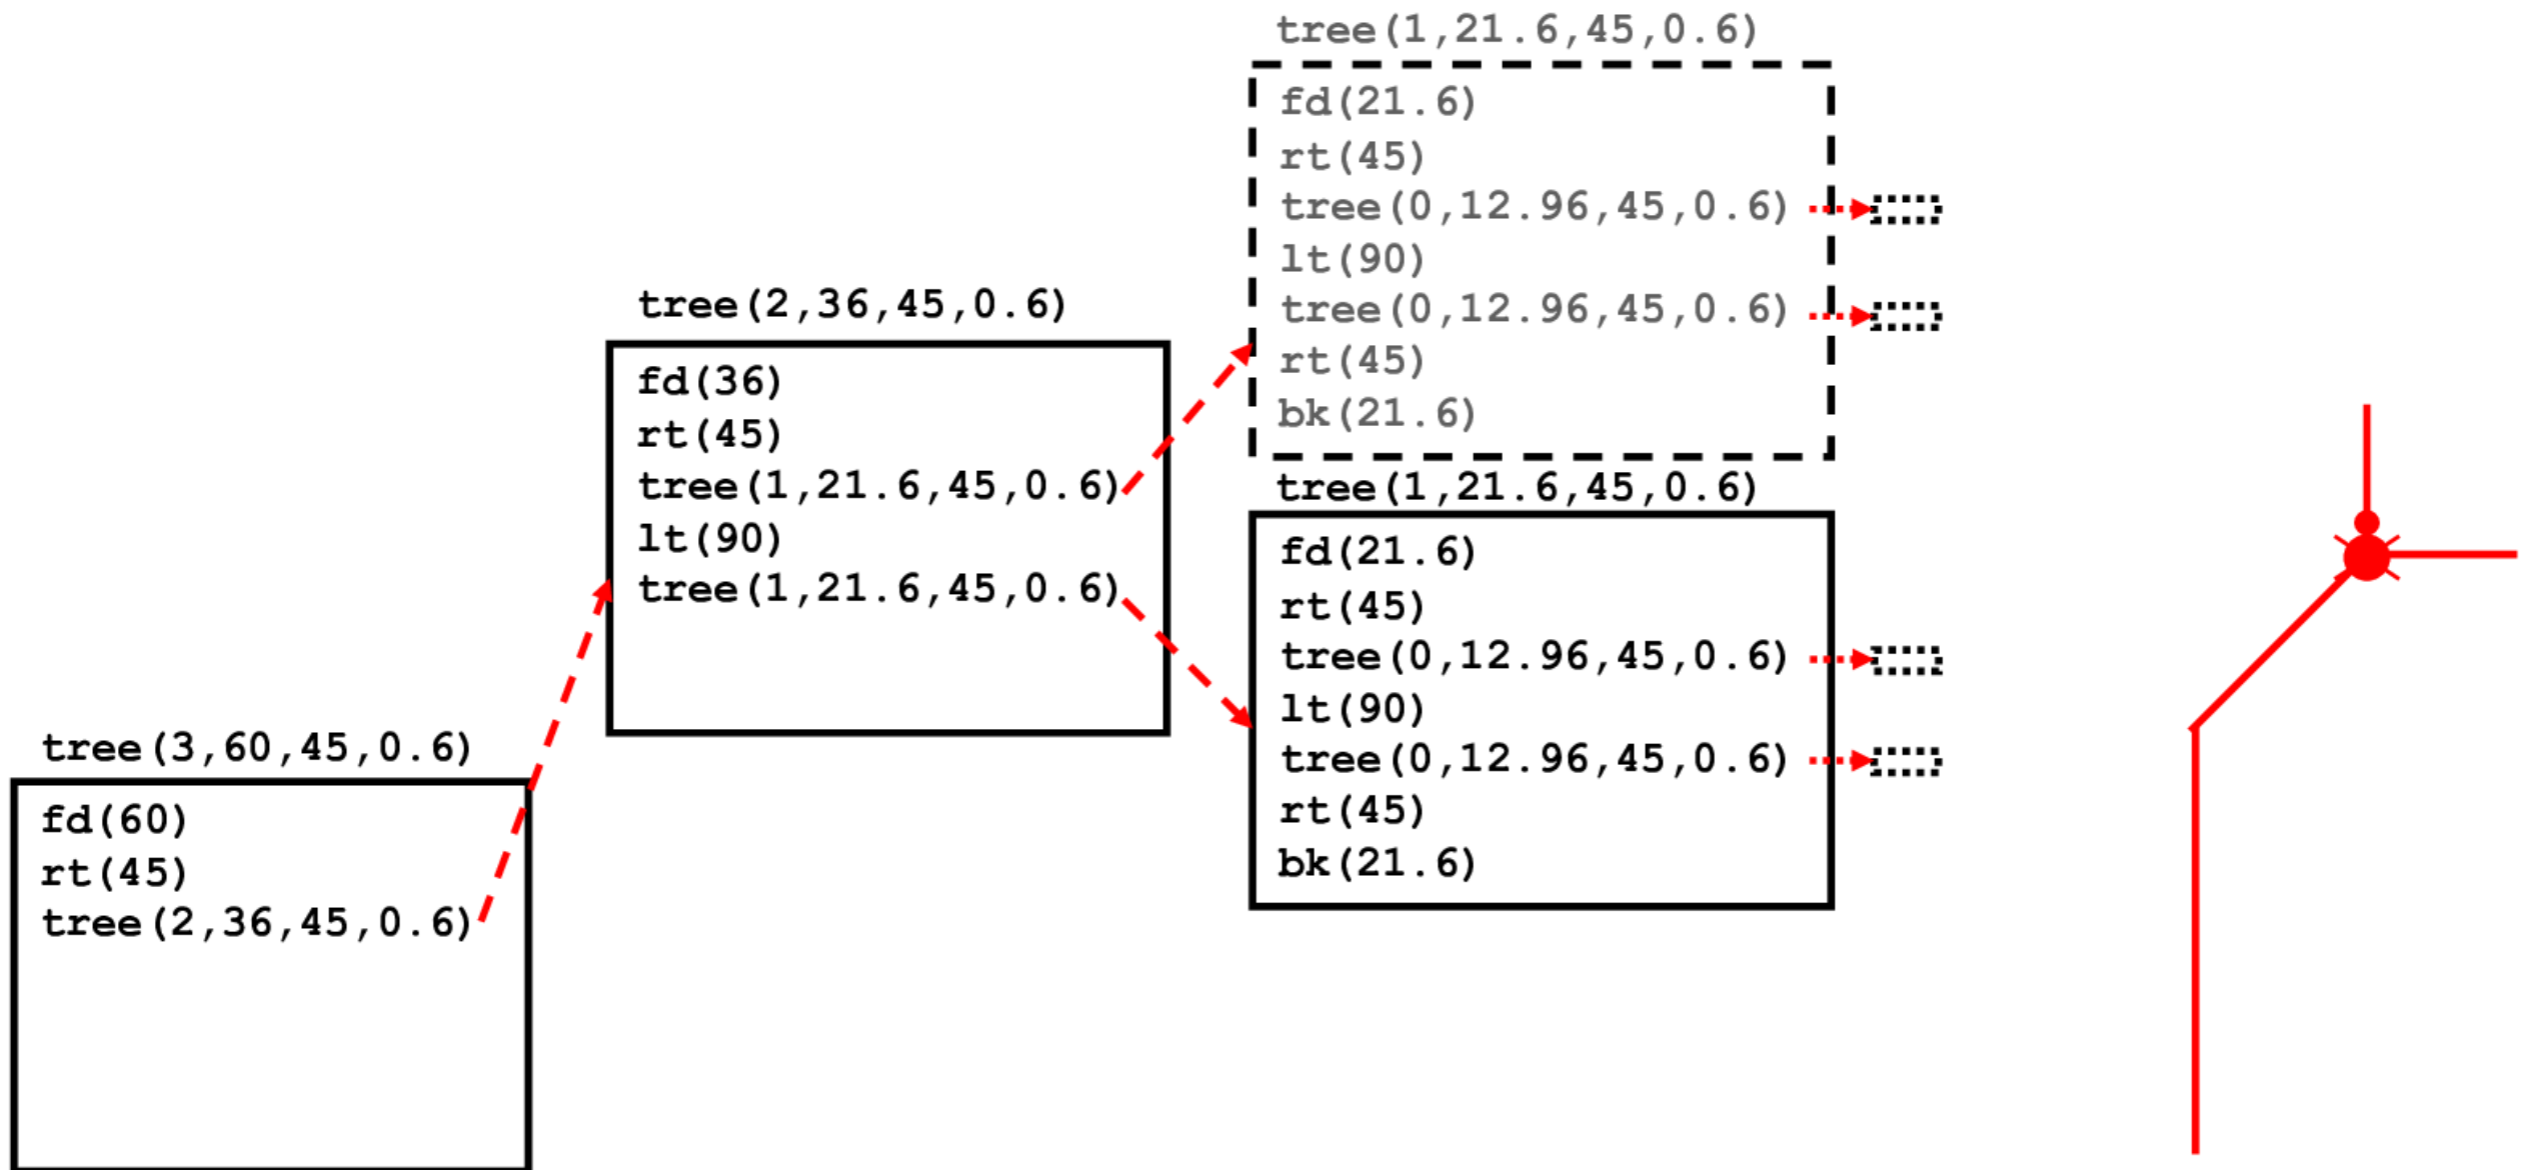 tree(1,21.6,45,0.6)
fd(21.6)
rt(45)
tree(0,12.96,45,0.6)
lt(90)
tree(0,12.96,45,0.6)
rt(45)
bk(21.6)
tree(2,36,45,0.6)
fd(36)
rt(45)
tree(1,21.6,45,0.6)
lt(90)
tree(1,21.6,45,0.6)
tree(1,21.6,45,0.6)
fd(21.6)
rt(45)
tree(0,12.96,45,0.6)
lt(90)
tree(0,12.96,45,0.6)
rt(45)
bk(21.6)
tree(3,60,45,0.6)
fd(60)
rt(45)
tree(2,36,45,0.6)